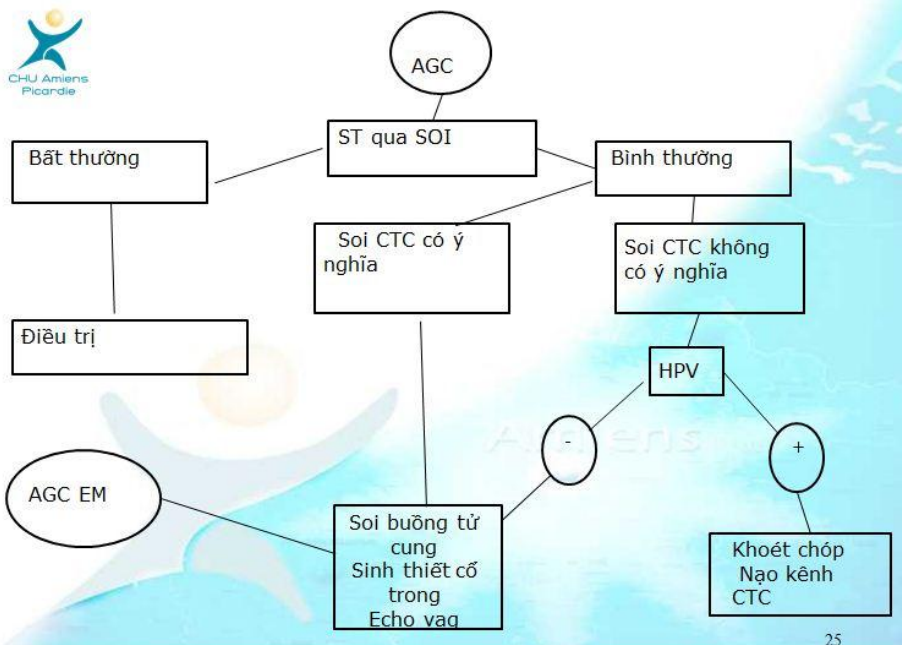 CHU Amiens
Picardie
AGC
ST qua SOI
Bất thường
Bình thường
Soi CTC có ý
nghĩa
Soi CTC không
có ý nghĩa
Điều trị
HPV
-
+
AGC EM
Soi buồng tử
cung
Sinh thiết cổ
trong
Echo vag
Khoét chóp
Nạo kênh
CTC
Amiens
25